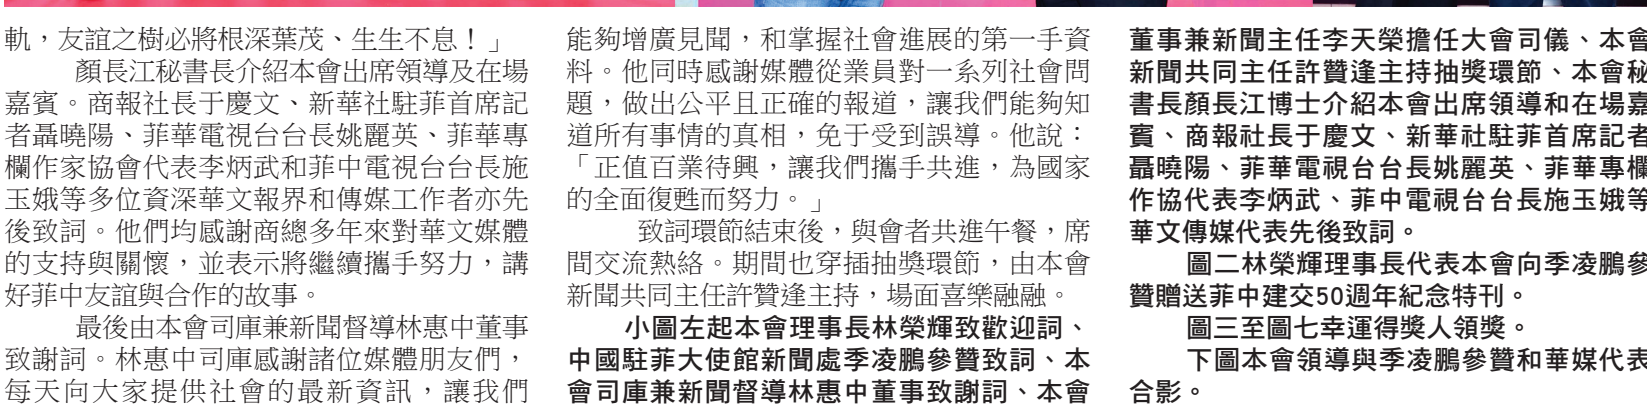 軌，友誼之樹必將根深葉茂、生生不息！」
顏長江秘書長介紹本會出席領導及在場
嘉賓。商報社長于慶文、新華社駐菲首席記
者聶曉陽、菲華電視台台長姚麗英、菲華專
欄作家協會代表李炳武和菲中電視台台長施
玉娥等多位資深華文報界和傳媒工作者亦先
後致詞。他們均感謝商總多年來對華文媒體
的支持與關懷，並表示將繼續攜手努力，講
好菲中友誼與合作的故事。
最後由本會司庫兼新聞督導林惠中董事
致謝詞。林惠中司庫感謝諸位媒體朋友們，
每天向大家提供社會的最新資訊，讓我們
能夠增廣見聞，和掌握社會進展的第一手資
料。他同時感謝媒體從業員對一系列社會問
題，做出公平且正確的報道，讓我們能夠知
道所有事情的真相，免于受到誤導。他說：
「正值百業待興，讓我們攜手共進，為國家
的全面復甦而努力。」
致詞環節結束後，與會者共進午餐，席
間交流熱絡。期間也穿插抽獎環節，由本會
新聞共同主任許贊逢主持，場面喜樂融融。
小圖左起本會理事長林榮輝致歡迎詞、
中國駐菲大使館新聞處季凌鵬參贊致詞、本
會司庫兼新聞督導林惠中董事致謝詞、本會
董事兼新聞主任李天榮擔任大會司儀、本會
新聞共同主任許贊逢主持抽獎環節、本會秘
書長顏長江博士介紹本會出席領導和在場嘉
賓、商報社長于慶文、新華社駐菲首席記者
聶曉陽、菲華電視台台長姚麗英、菲華專欄
作協代表李炳武、菲中電視台台長施玉娥等
華文傳媒代表先後致詞。
圖二林榮輝理事長代表本會向季凌鵬參
贊贈送菲中建交50週年紀念特刊。
圖三至圖七幸運得獎人領獎。
下圖本會領導與季凌鵬參贊和華媒代表
合影。